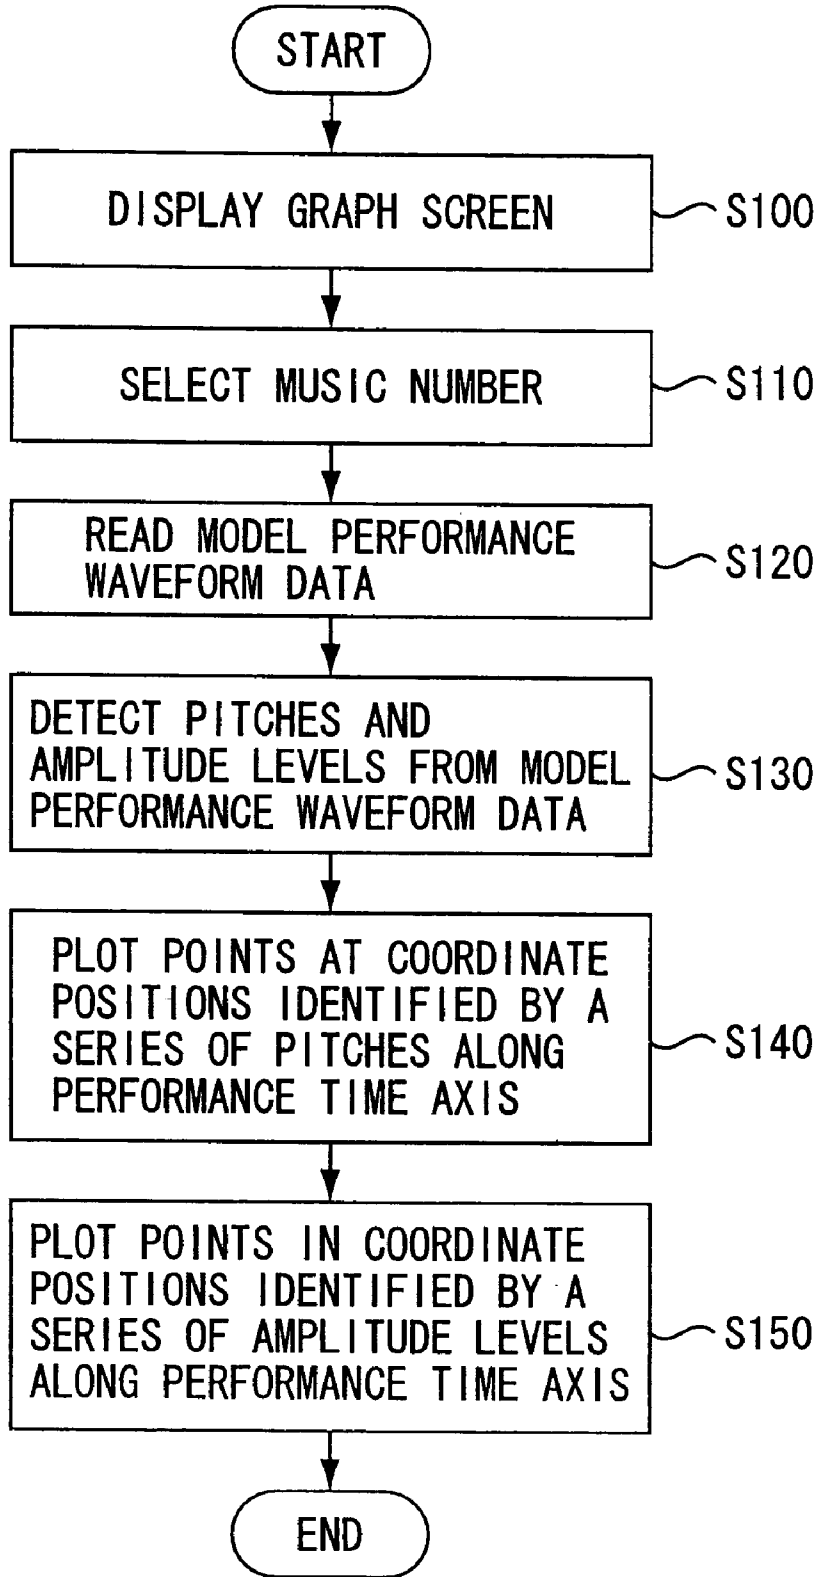 START
DISPLAY GRAPH SCREEN
S100
SELECT MUSIC NUMBER
S110
READ MODEL PERFORMANCE
WAVEFORM DATA
S120
DETECT PITCHES AND
AMPLITUDE LEVELS FROM MODEL
PERFORMANCE WAVEFORM DATA
S130
PLOT POINTS AT COORDINATE
POSITIONS IDENTIFIED BY A
SERIES OF PITCHES ALONG
PERFORMANCE TIME AXIS
S140
PLOT POINTS IN COORDINATE
POSITIONS IDENTIFIED BY A
SERIES OF AMPLITUDE LEVELS
ALONG PERFORMANCE TIME AXIS
S150
END